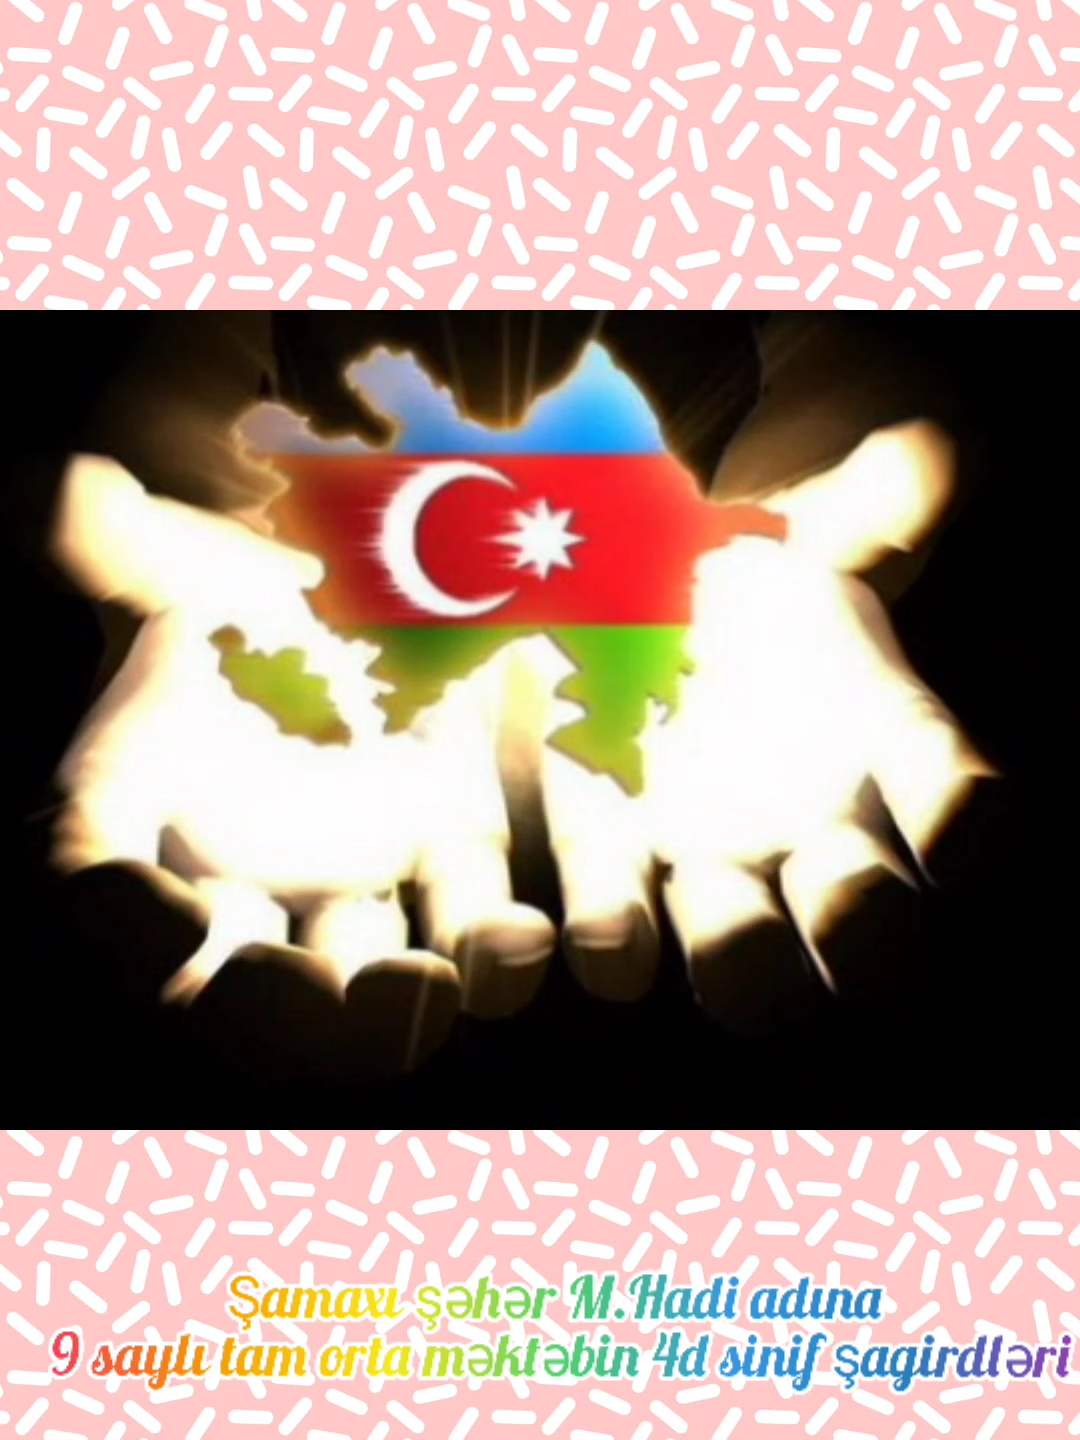 Şamaxı şəhər M.Hadi adına
9 saylı tam orta məktəbin 4d sinif şagirdləri